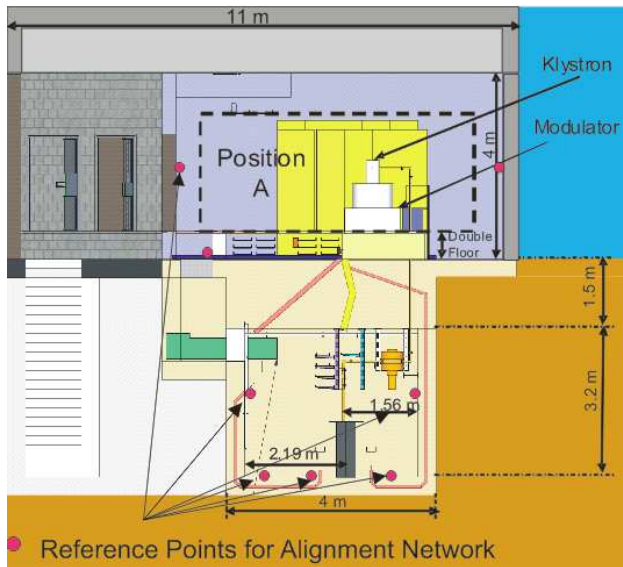 11 m
Klystron
Modulator
Position
A
4 m
Double
Floor
1.5 m
3.2 m
1.56 m
2.19 m
4 m
Reference Points for Alignment Network